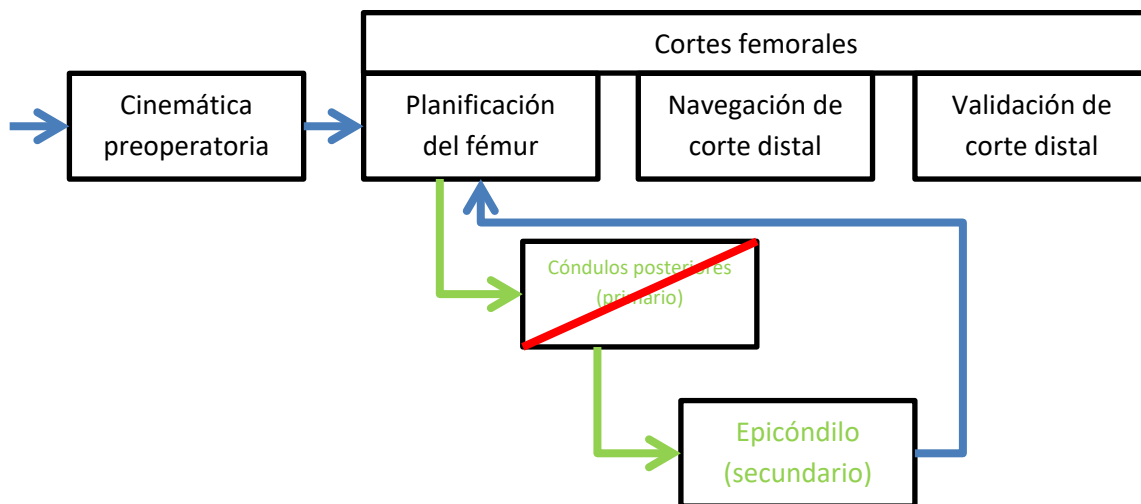 Cortes femorales
Cinemática
preoperatoria
Planificación
del fémur
Navegación de
corte distal
Validación de
corte distal
Cóndulos posteriores
(primario)
Epicóndilo
(secundario)